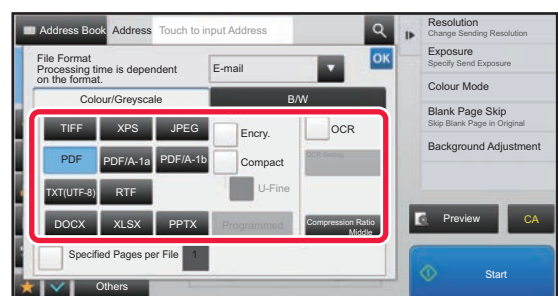 Address Book Address Touch to input Address
File Format
Processing time is dependent
on the format.
E-mail
OK
Colour/Greyscale
B/W
TIFF XPS JPEG Encry. OCR
PDF PDF/A-1a PDF/A-1b Compact OCR Setting
TXT(UTF-8) RTF U-Fine
DOCX XLSX PPTX Programmed Compression Ratio
Middle
Specified Pages per File 1
Others
Resolution
Change Sending Resolution
Exposure
Specify Send Exposure
Colour Mode
Blank Page Skip
Skip Blank Page in Original
Background Adjustment
Preview CA
Start